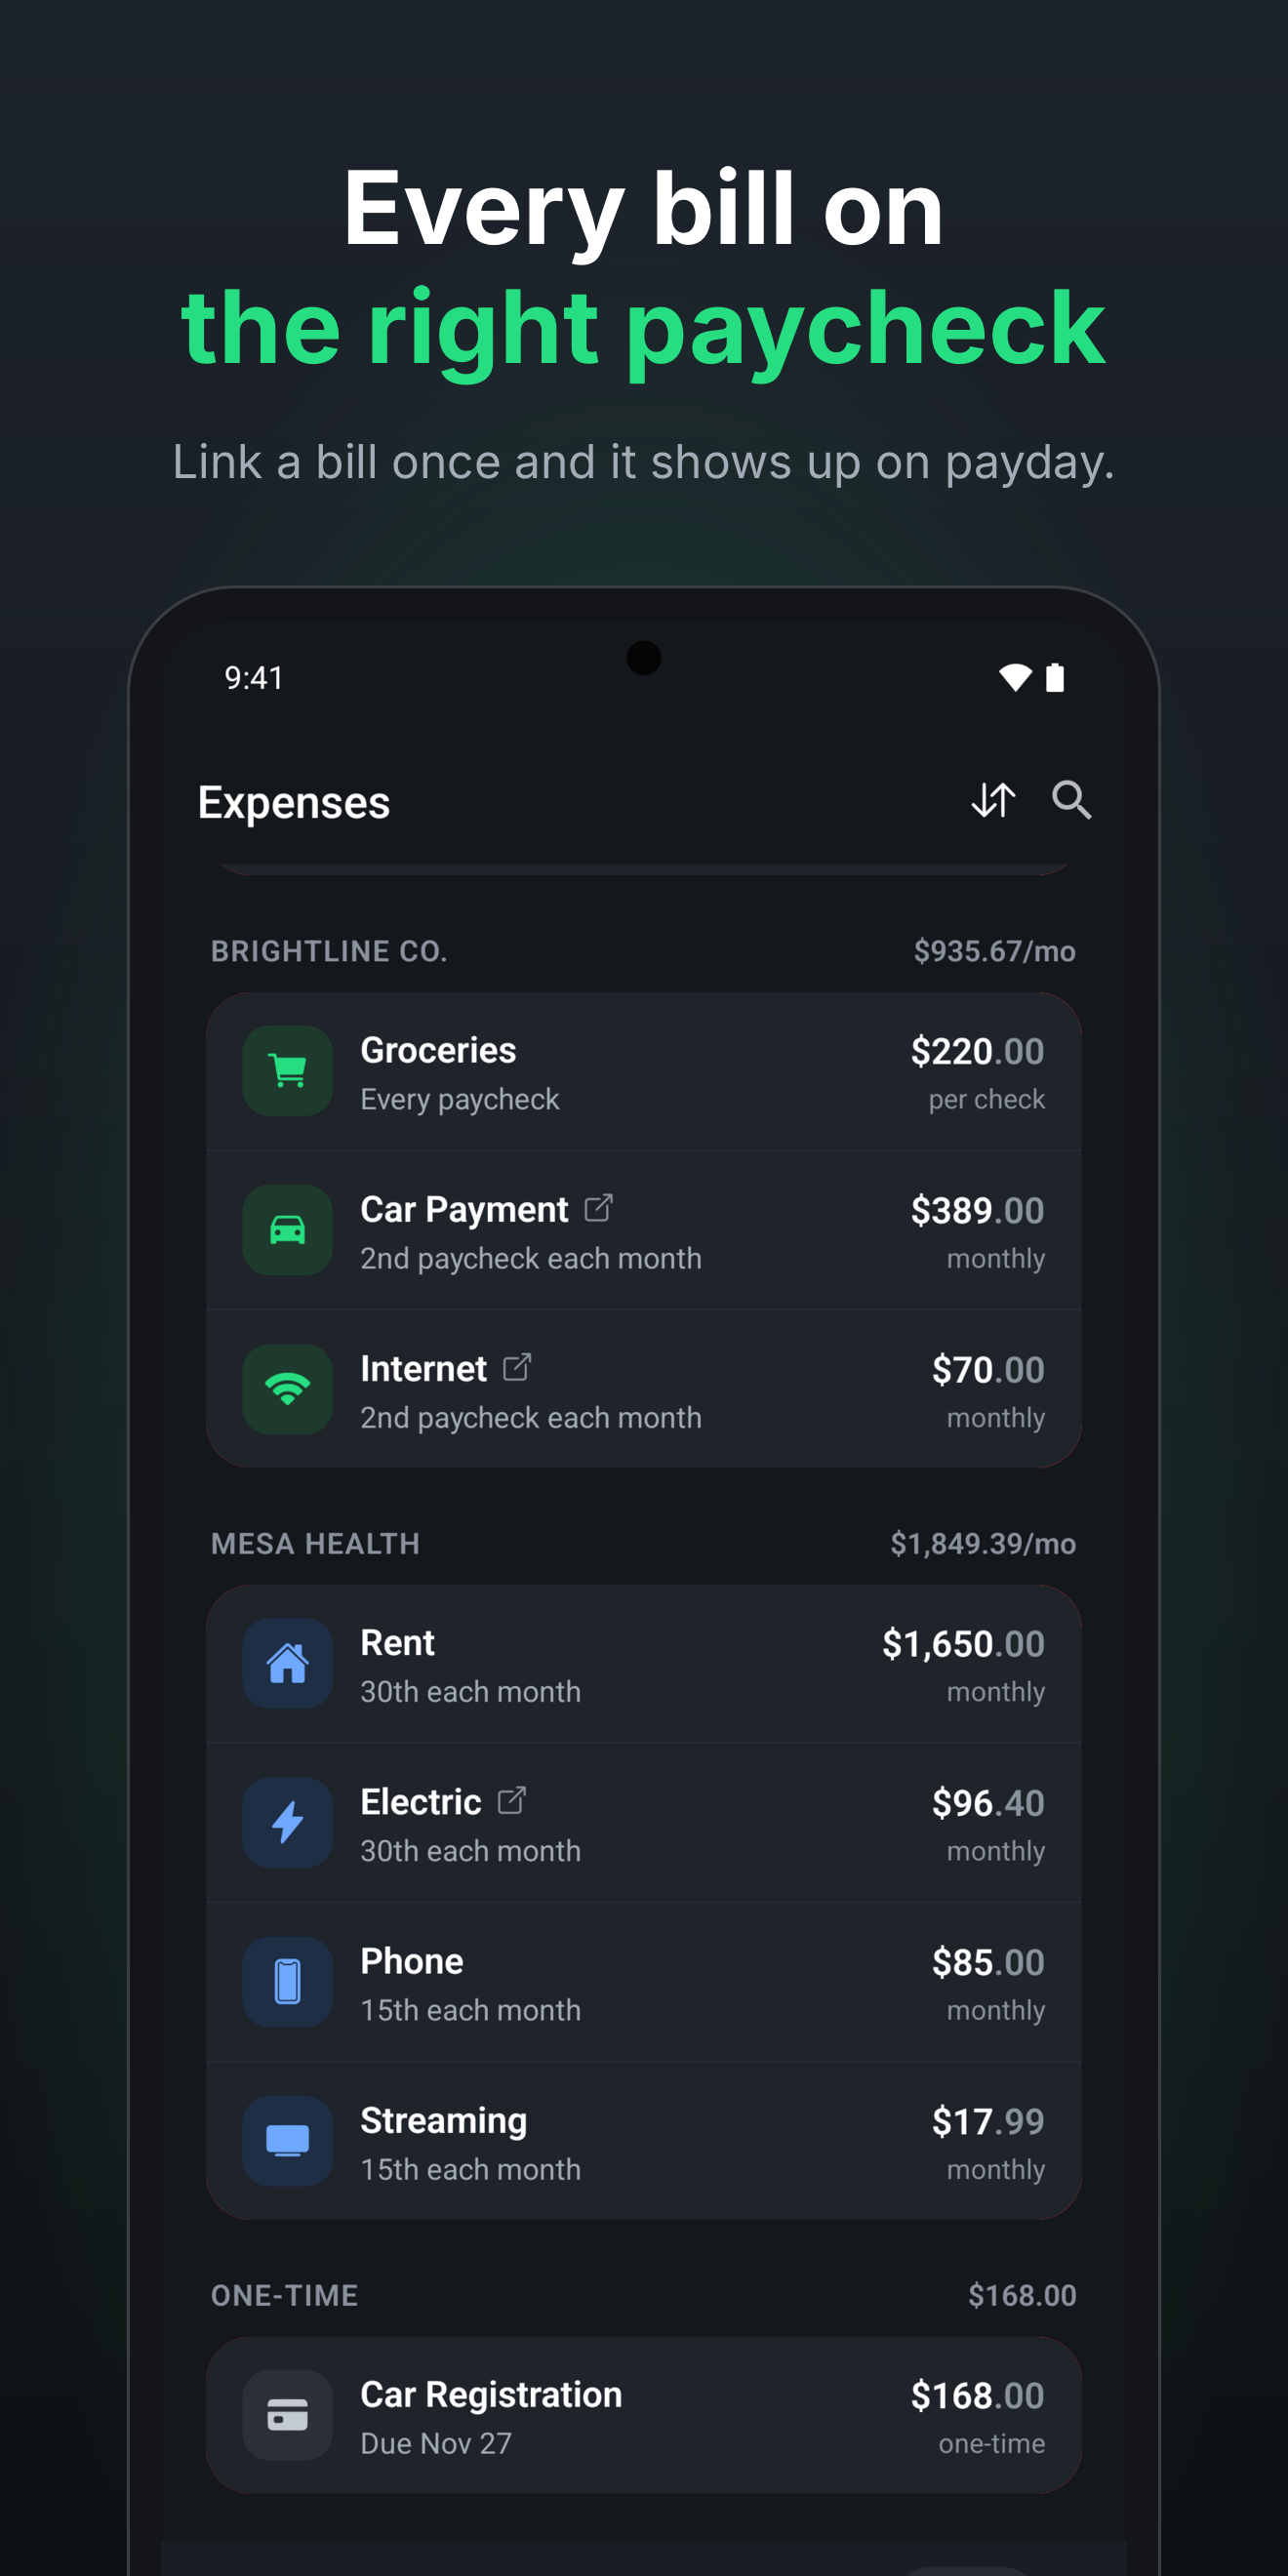 Every bill on
the right paycheck
Link a bill once and it shows up on payday.
9:41
Expenses
BRIGHTLINE CO. $935.67/mo
Groceries $220.00
Every paycheck per check
Car Payment $389.00
2nd paycheck each month monthly
Internet $70.00
2nd paycheck each month monthly
MESA HEALTH $1,849.39/mo
Rent $1,650.00
30th each month monthly
Electric $96.40
30th each month monthly
Phone $85.00
15th each month monthly
Streaming $17.99
15th each month monthly
ONE-TIME $168.00
Car Registration $168.00
Due Nov 27 one-time